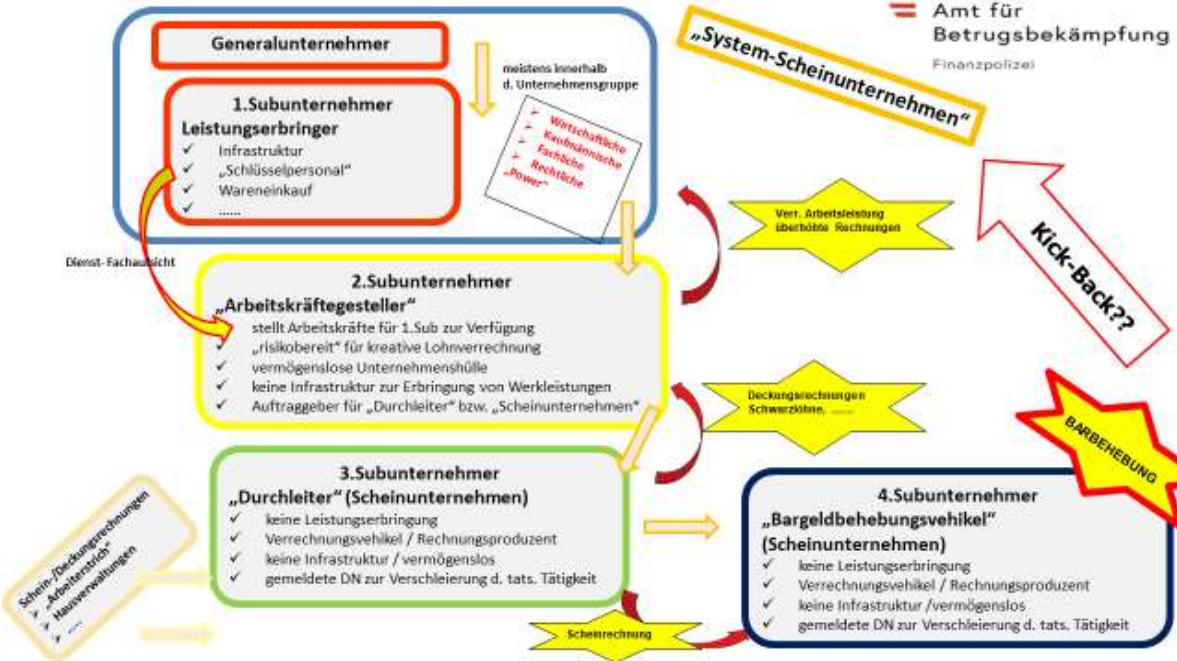 Amt für
Betrugsbekämpfung
Finanzpolizei
„System-Scheinunternehmen“
Generalunternehmer
meistens innerhalb
d. Unternehmensgruppe
1.Subunternehmer
Leistungserbringer
✓ Infrastruktur
✓ „Schlüsselpersonal“
✓ Wareneinkauf
✓ ......
➢ Wirtschaftliche
➢ Kaufmännische
➢ Fachliche
➢ Rechtliche
„Power“
Verr. Arbeitsleistung
überhöhte Rechnungen
Kick-Back??
Dienst- Fachaufsicht
2.Subunternehmer
„Arbeitskräftegesteller“
✓ stellt Arbeitskräfte für 1.Sub zur Verfügung
✓ „risikobereit“ für kreative Lohnverrechnung
✓ vermögenslose Unternehmenshülle
✓ keine Infrastruktur zur Erbringung von Werkleistungen
✓ Auftraggeber für „Durchleiter“ bzw. „Scheinunternehmen“
Deckungsrechnungen
Schwarzlöhne, ......
BARBEHEBUNG
3.Subunternehmer
„Durchleiter“ (Scheinunternehmen)
✓ keine Leistungserbringung
✓ Verrechnungsvehikel / Rechnungsproduzent
✓ keine Infrastruktur / vermögenslos
✓ gemeldete DN zur Verschleierung d. tats. Tätigkeit
4.Subunternehmer
„Bargeldbehebungsvehikel“
(Scheinunternehmen)
✓ keine Leistungserbringung
✓ Verrechnungsvehikel / Rechnungsproduzent
✓ keine Infrastruktur /vermögenslos
✓ gemeldete DN zur Verschleierung d. tats. Tätigkeit
Schein-/Deckungsrechnungen
➢ „Arbeiterstrich“
➢ Hausverwaltungen
➢ .....
Scheinrechnung